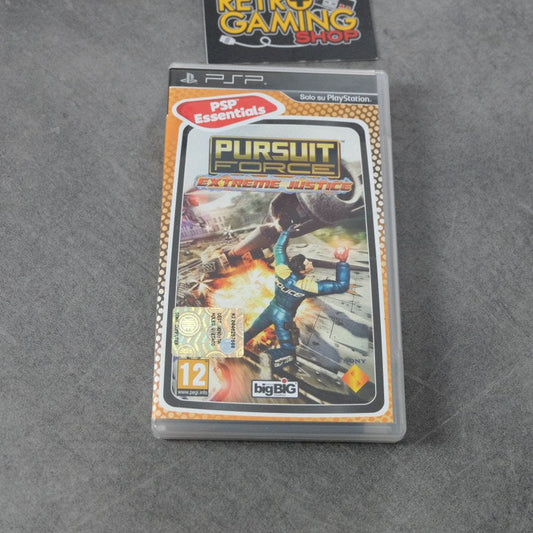 RETRO
GAMING
SHOP
PSP
Solo su PlayStation.
PSP
Essentials
PURSUIT
FORCE
EXTREME JUSTICE
POLICE
12
www.pegi.info
bigBIG
SONY